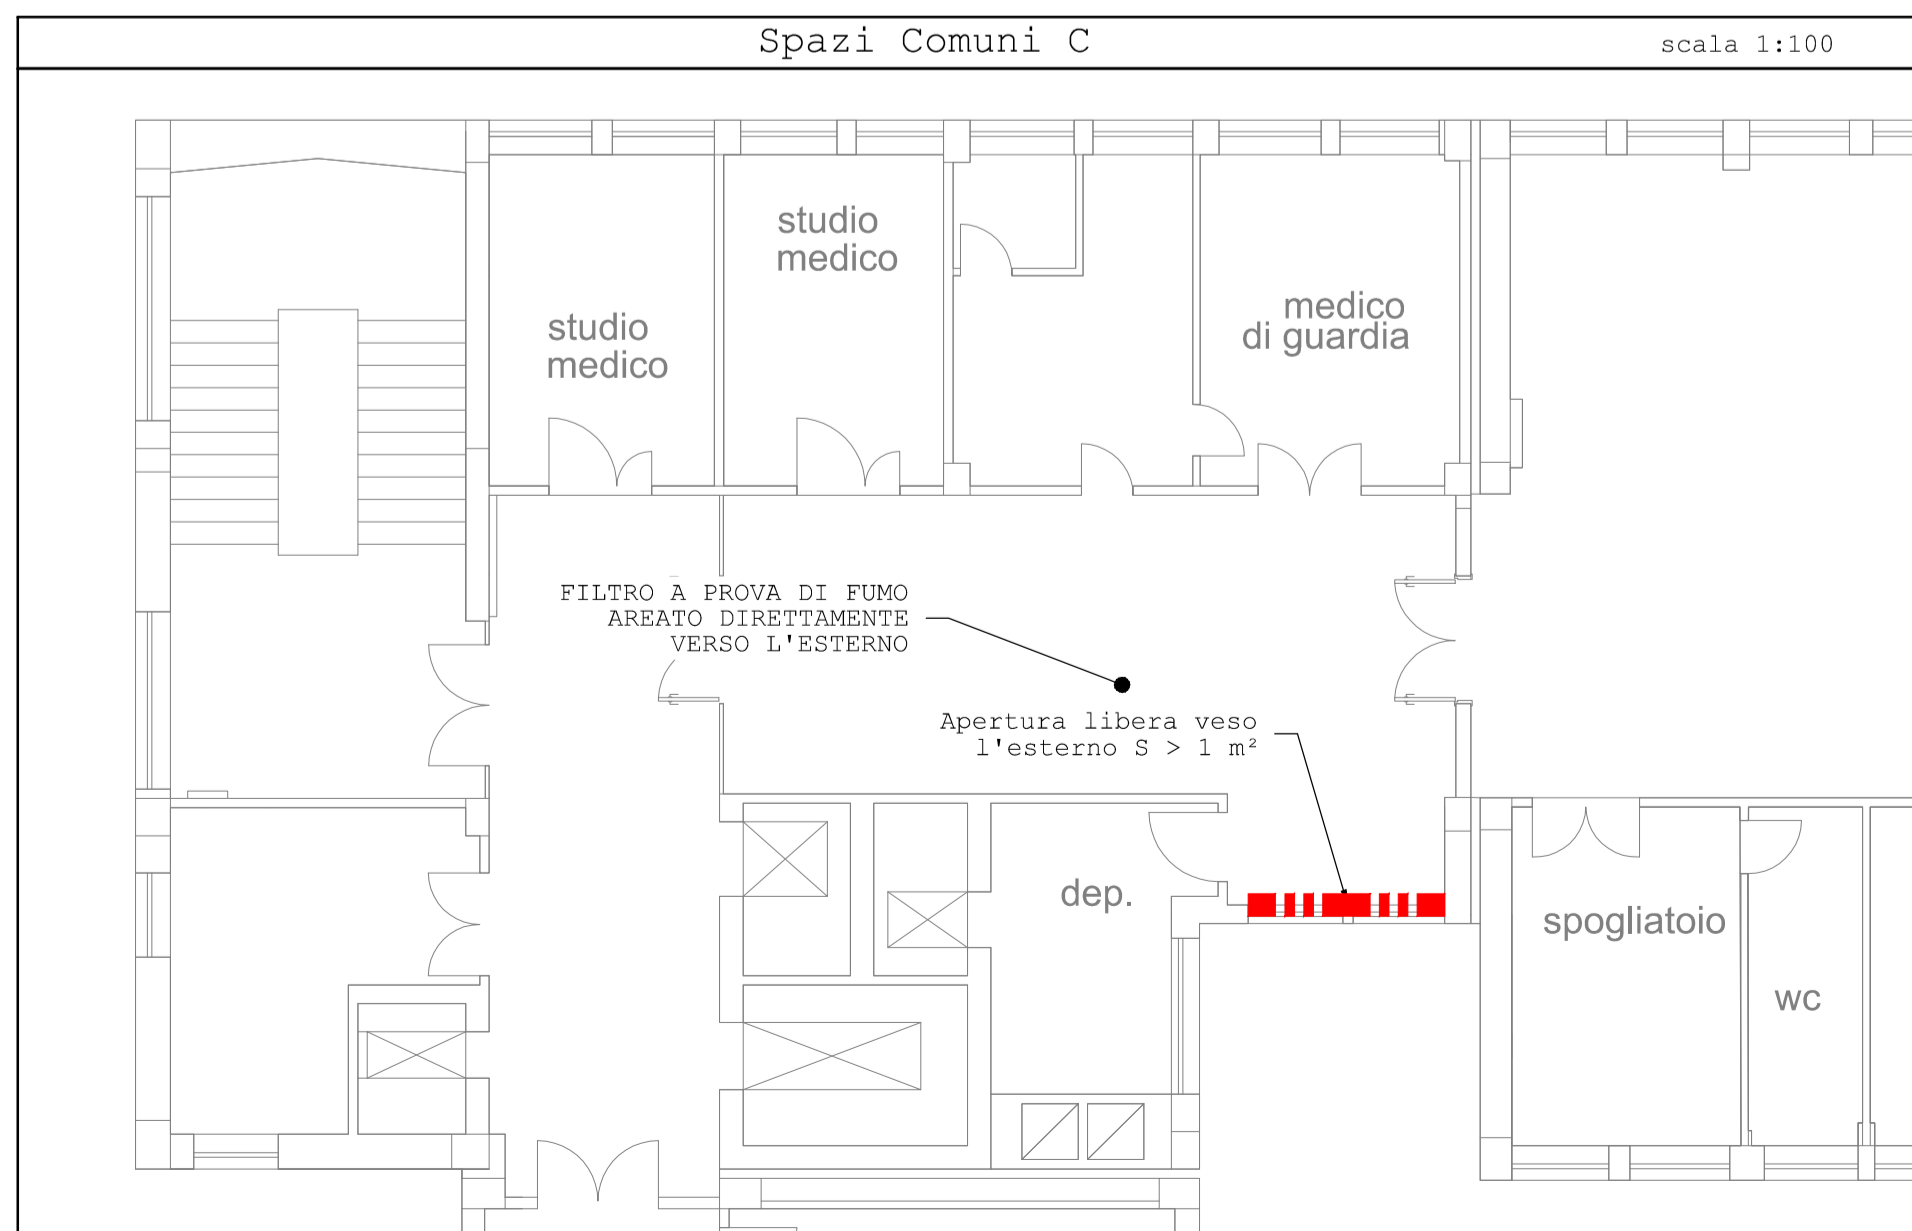 Spazi Comuni C
scala 1:100
studio
medico
studio
medico
medico
di guardia
FILTRO A PROVA DI FUMO
AREATO DIRETTAMENTE
VERSO L'ESTERNO
Apertura libera veso
l'esterno S > 1 m²
dep.
spogliatoio
wc